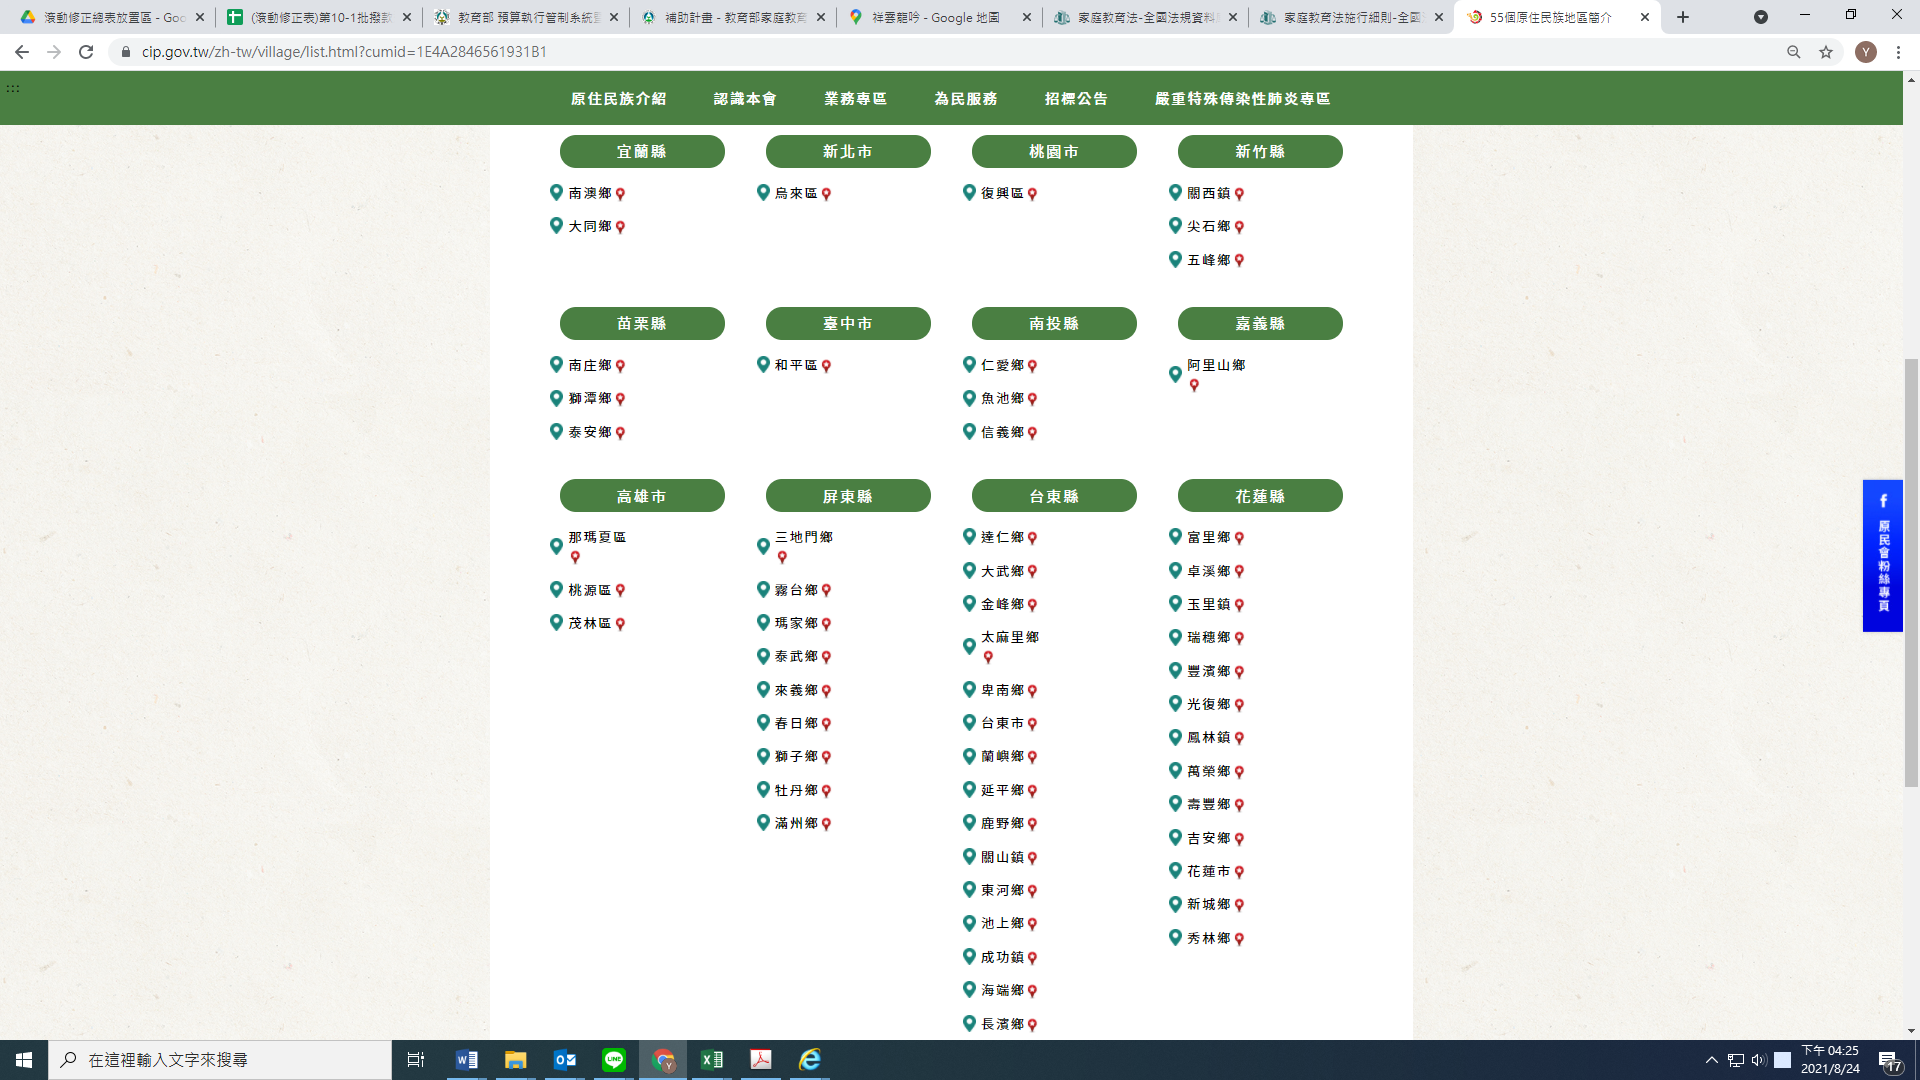 滾動修正總表放置區 - Goo
(滾動修正表)第10-1批撥款
教育部 預算執行管制系統
補助計畫 - 教育部家庭教育
祥雲龍吟 - Google 地圖
家庭教育法-全國法規資料
家庭教育法施行細則-全國
55個原住民族地區簡介
cip.gov.tw/zh-tw/village/list.html?cumid=1E4A2846561931B1
Y
:::
原住民族介紹 認識本會 業務專區 為民服務 招標公告 嚴重特殊傳染性肺炎專區
宜蘭縣
南澳鄉
大同鄉
新北市
烏來區
桃園市
復興區
新竹縣
關西鎮
尖石鄉
五峰鄉
苗栗縣
南庄鄉
獅潭鄉
泰安鄉
臺中市
和平區
南投縣
仁愛鄉
魚池鄉
信義鄉
嘉義縣
阿里山鄉
高雄市
那瑪夏區
桃源區
茂林區
屏東縣
三地門鄉
霧台鄉
瑪家鄉
泰武鄉
來義鄉
春日鄉
獅子鄉
牡丹鄉
滿州鄉
台東縣
達仁鄉
大武鄉
金峰鄉
太麻里鄉
卑南鄉
台東市
蘭嶼鄉
延平鄉
鹿野鄉
關山鎮
東河鄉
池上鄉
成功鎮
海端鄉
長濱鄉
花蓮縣
富里鄉
卓溪鄉
玉里鎮
瑞穗鄉
豐濱鄉
光復鄉
鳳林鎮
萬榮鄉
壽豐鄉
吉安鄉
花蓮市
新城鄉
秀林鄉
f
原民會粉絲專頁
在這裡輸入文字來搜尋
LINE
下午 04:25
2021/8/24
17